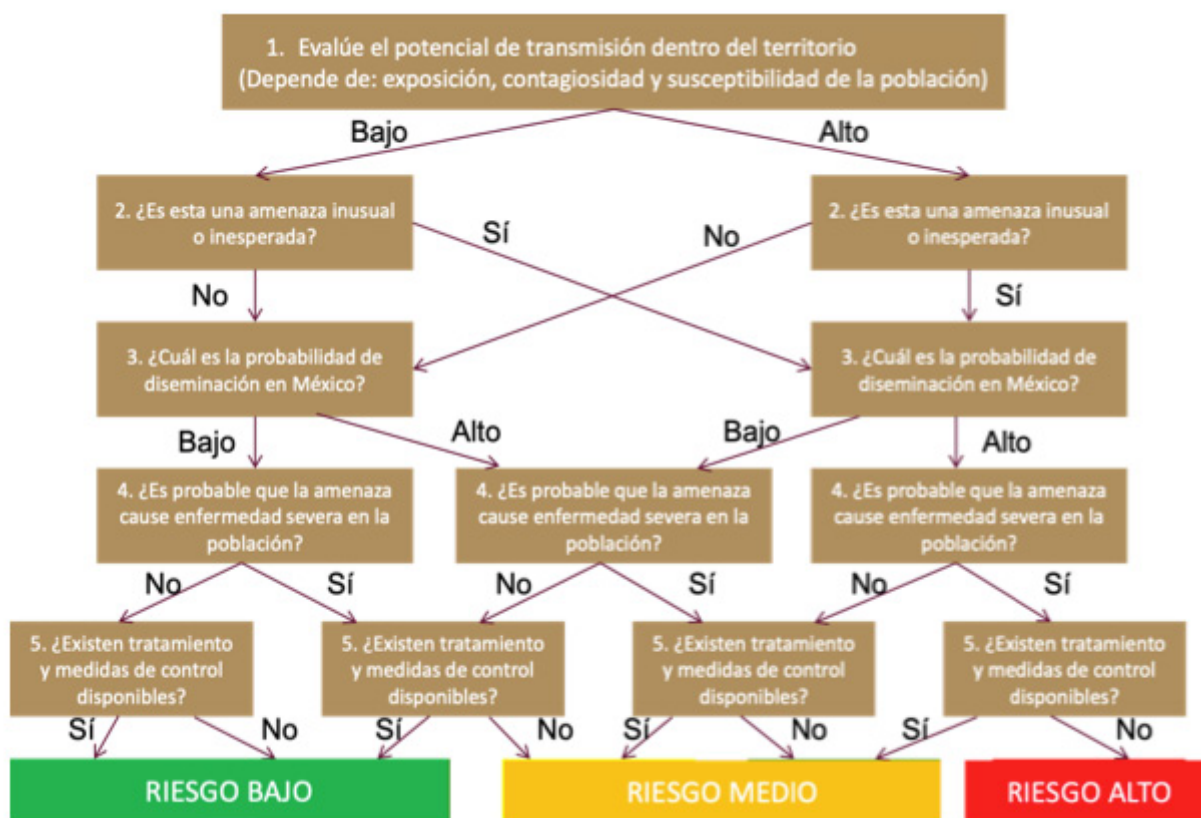 1. Evalúe el potencial de transmisión dentro del territorio
(Depende de: exposición, contagiosidad y susceptibilidad de la población)
Bajo
Alto
2. ¿Es esta una amenaza inusual
o inesperada?
2. ¿Es esta una amenaza inusual
o inesperada?
Sí
No
No
Sí
3. ¿Cuál es la probabilidad de
diseminación en México?
3. ¿Cuál es la probabilidad de
diseminación en México?
Bajo
Alto
Bajo
Alto
4. ¿Es probable que la amenaza
cause enfermedad severa en la
población?
4. ¿Es probable que la amenaza
cause enfermedad severa en la
población?
4. ¿Es probable que la amenaza
cause enfermedad severa en la
población?
No
Sí
No
Sí
No
Sí
5. ¿Existen tratamiento
y medidas de control
disponibles?
5. ¿Existen tratamiento
y medidas de control
disponibles?
5. ¿Existen tratamiento
y medidas de control
disponibles?
5. ¿Existen tratamiento
y medidas de control
disponibles?
Sí
No
Sí
No
Sí
No
Sí
No
RIESGO BAJO
RIESGO MEDIO
RIESGO ALTO